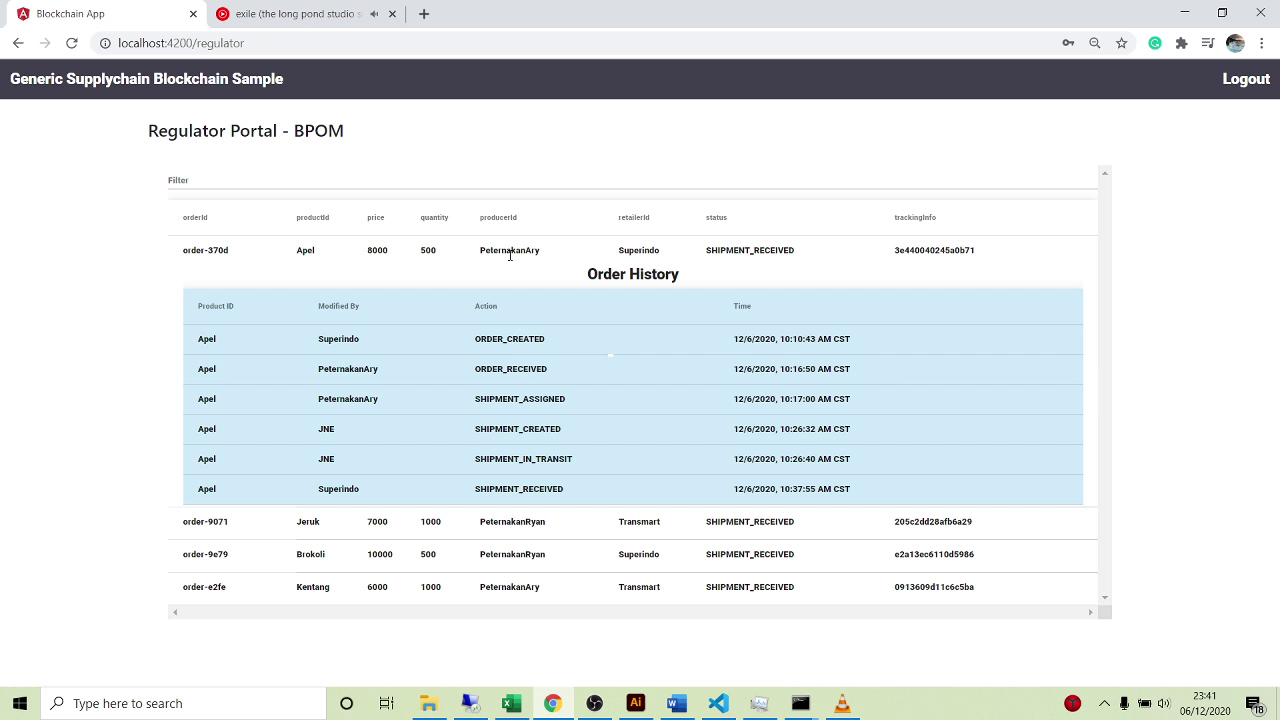 Blockchain App
exile (the long pond studio s
localhost:4200/regulator
Generic Supplychain Blockchain Sample
Logout
Regulator Portal - BPOM
Filter
orderId productId price quantity producerId retailerId status trackingInfo
order-370d Apel 8000 500 PeternakanAry Superindo SHIPMENT_RECEIVED 3e440040245a0b71
Order History
Product ID Modified By Action Time
Apel Superindo ORDER_CREATED 12/6/2020, 10:10:43 AM CST
Apel PeternakanAry ORDER_RECEIVED 12/6/2020, 10:16:50 AM CST
Apel PeternakanAry SHIPMENT_ASSIGNED 12/6/2020, 10:17:00 AM CST
Apel JNE SHIPMENT_CREATED 12/6/2020, 10:26:32 AM CST
Apel JNE SHIPMENT_IN_TRANSIT 12/6/2020, 10:26:40 AM CST
Apel Superindo SHIPMENT_RECEIVED 12/6/2020, 10:37:55 AM CST
order-9071 Jeruk 7000 1000 PeternakanRyan Transmart SHIPMENT_RECEIVED 205c2dd28afb6a29
order-9e79 Brokoli 10000 500 PeternakanRyan Superindo SHIPMENT_RECEIVED e2a13ec6110d5986
order-e2fe Kentang 6000 1000 PeternakanAry Transmart SHIPMENT_RECEIVED 0913609d11c6c5ba
Type here to search
23:41
06/12/2020
18